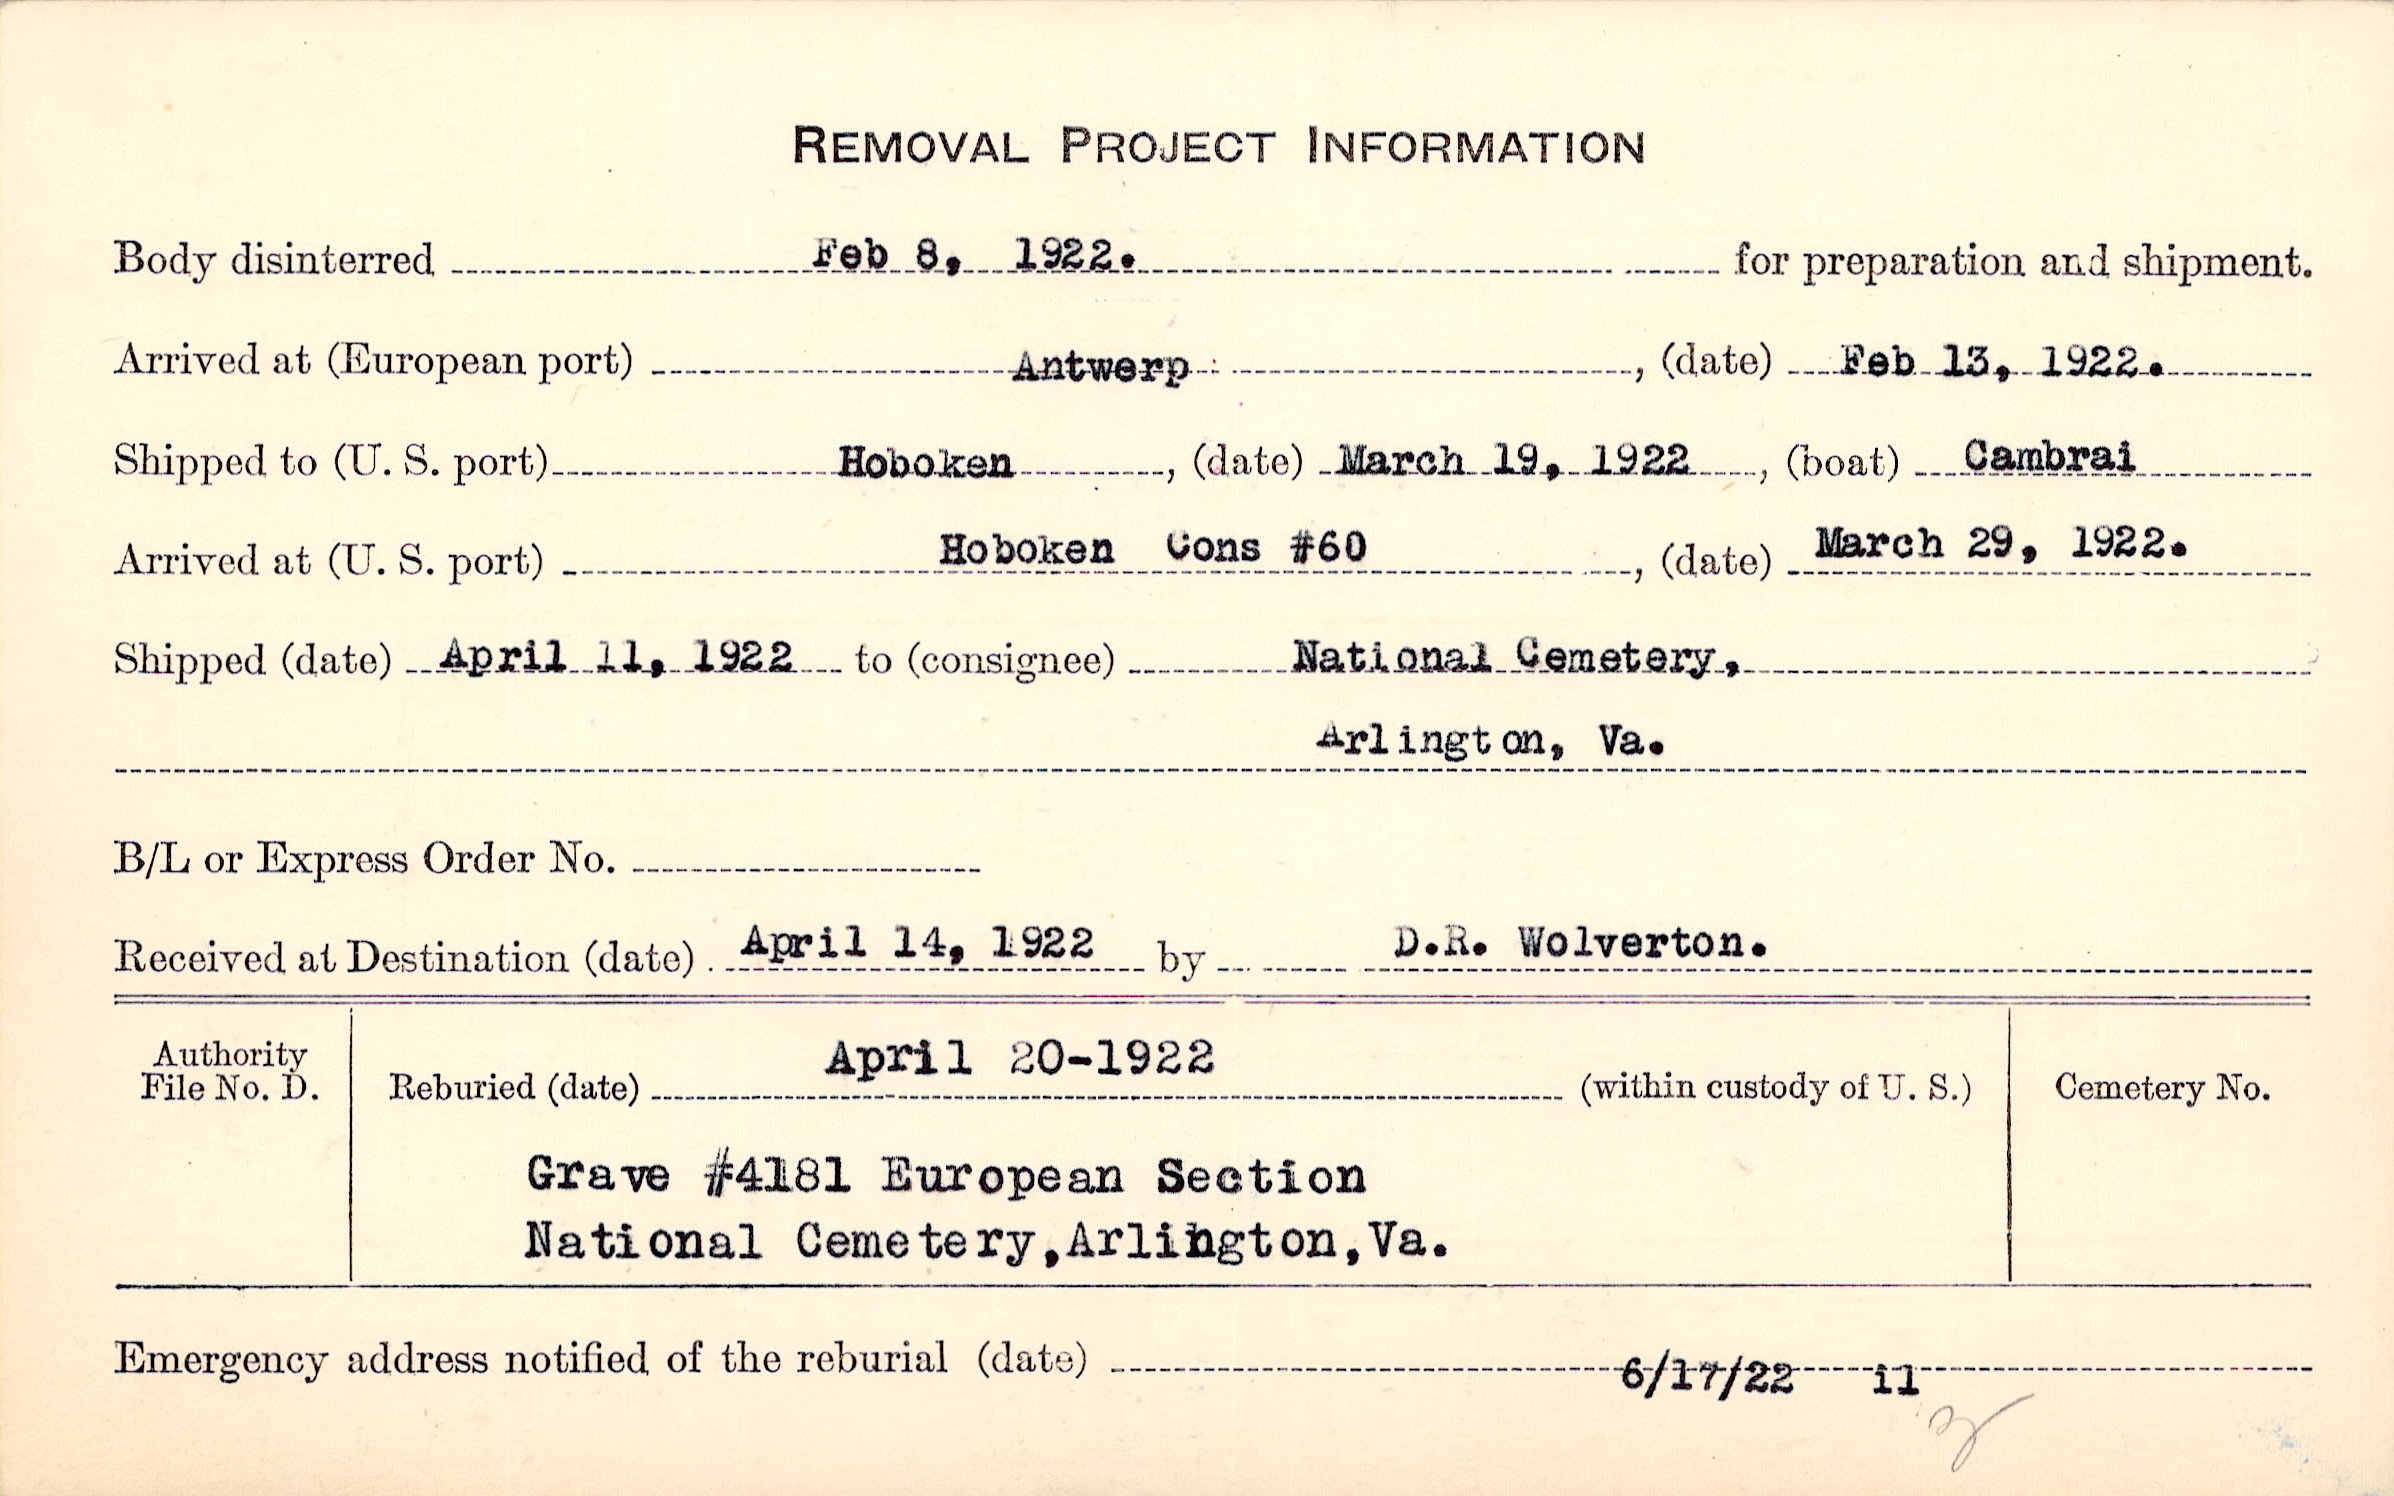 REMOVAL PROJECT INFORMATION
Body disinterred Feb 8, 1922. for preparation and shipment.
Arrived at (European port) Antwerp , (date) Feb 13, 1922.
Shipped to (U. S. port) Hoboken , (date) March 19, 1922 , (boat) Cambrai
Arrived at (U. S. port) Hoboken Cons #60 , (date) March 29, 1922.
Shipped (date) April 11, 1922 to (consignee) National Cemetery,
Arlington, Va.
B/L or Express Order No.
Received at Destination (date) April 14, 1922 by D.R. Wolverton.
Authority
File No. D.
Reburied (date) April 20-1922 (within custody of U. S.)
Cemetery No.
Grave #4181 European Section
National Cemetery,Arlington,Va.
Emergency address notified of the reburial (date) 6/17/22 il